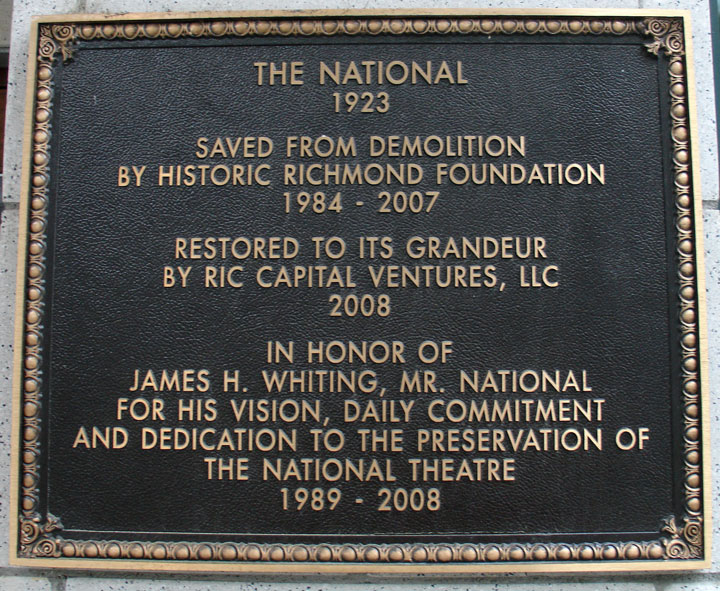 THE NATIONAL
1923
SAVED FROM DEMOLITION
BY HISTORIC RICHMOND FOUNDATION
1984 - 2007
RESTORED TO ITS GRANDEUR
BY RIC CAPITAL VENTURES, LLC
2008
IN HONOR OF
JAMES H. WHITING, MR. NATIONAL
FOR HIS VISION, DAILY COMMITMENT
AND DEDICATION TO THE PRESERVATION OF
THE NATIONAL THEATRE
1989 - 2008